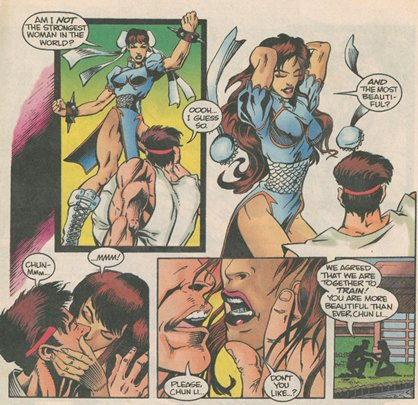 AM I NOT
THE STRONGEST
WOMAN IN THE
WORLD?
OOOH...
I GUESS
SO.
AND
THE MOST
BEAUTI-
FUL?
CHUN-
MMM...
...MMM!
PLEASE,
CHUN LI...
DON'T
YOU
LIKE...?
WE AGREED
THAT WE ARE
TOGETHER TO
TRAIN! YOU
ARE MORE
BEAUTIFUL THAN
EVER, CHUN LI...